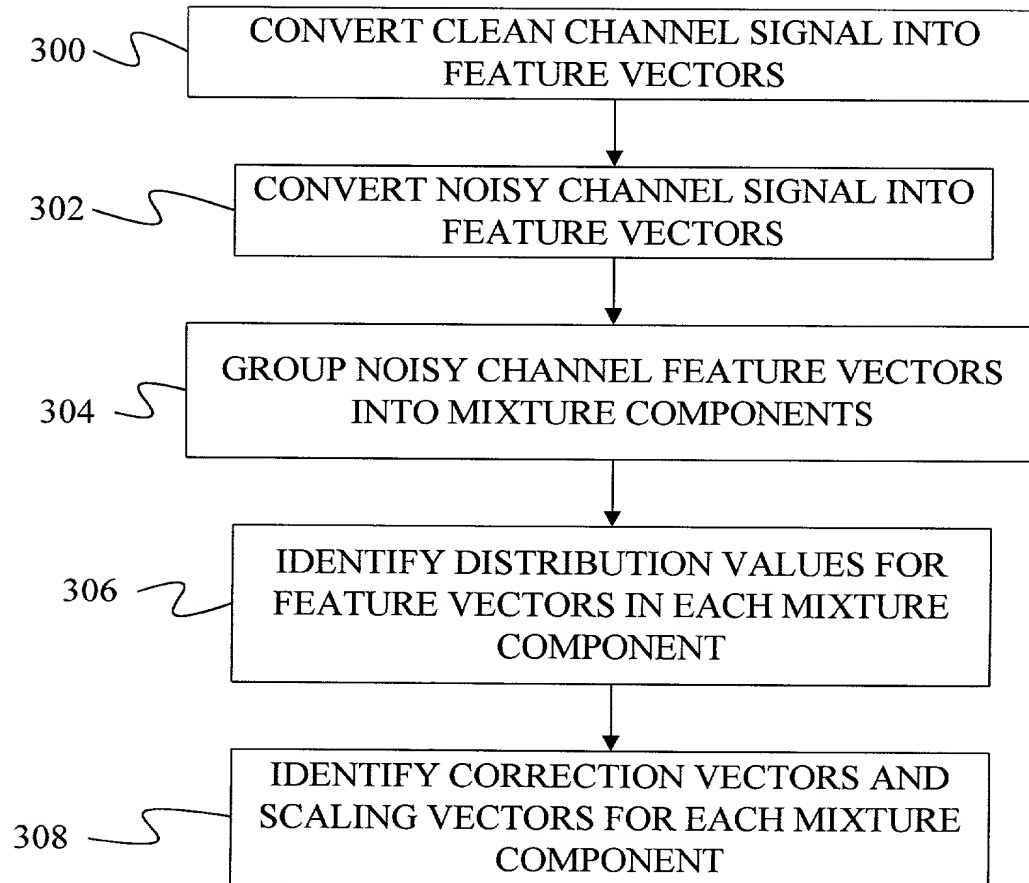 300
CONVERT CLEAN CHANNEL SIGNAL INTO
FEATURE VECTORS
302
CONVERT NOISY CHANNEL SIGNAL INTO
FEATURE VECTORS
304
GROUP NOISY CHANNEL FEATURE VECTORS
INTO MIXTURE COMPONENTS
306
IDENTIFY DISTRIBUTION VALUES FOR
FEATURE VECTORS IN EACH MIXTURE
COMPONENT
308
IDENTIFY CORRECTION VECTORS AND
SCALING VECTORS FOR EACH MIXTURE
COMPONENT